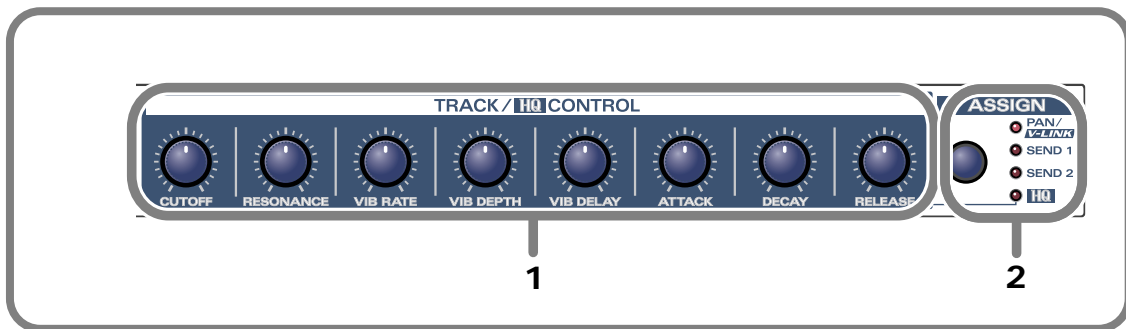 TRACK/HQ CONTROL
CUTOFF RESONANCE VIB RATE VIB DEPTH VIB DELAY ATTACK DECAY RELEASE
ASSIGN
PAN/
V-LINK
SEND 1
SEND 2
HQ
1
2